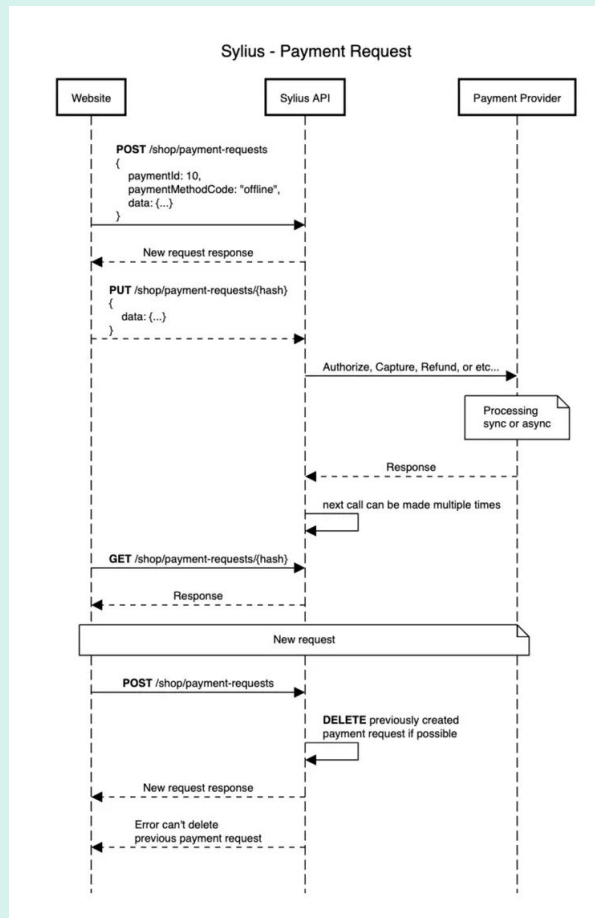 Sylius - Payment Request
Website
Sylius API
Payment Provider
POST /shop/payment-requests
{
paymentId: 10,
paymentMethodCode: "offline",
data: {...}
}
New request response
PUT /shop/payment-requests/{hash}
{
data: {...}
}
Authorize, Capture, Refund, or etc...
Processing
sync or async
Response
next call can be made multiple times
GET /shop/payment-requests/{hash}
Response
New request
POST /shop/payment-requests
DELETE previously created
payment request if possible
New request response
Error can't delete
previous payment request